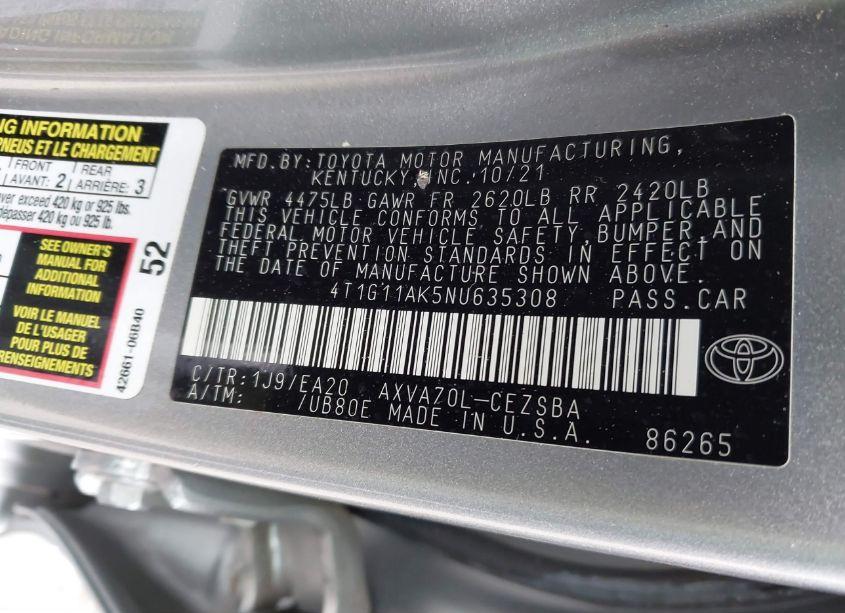 NG INFORMATION
PNEUS ET LE CHARGEMENT
FRONT REAR
AVANT: 2 ARRIÈRE: 3
ver exceed 420 kg or 925 lbs.
dépasser 420 kg ou 925 lb.
SEE OWNER'S
MANUAL FOR
ADDITIONAL
INFORMATION
VOIR LE MANUEL
DE L'USAGER
POUR PLUS DE
RENSEIGNEMENTS
52
42661-06B40
MFD. BY: TOYOTA MOTOR MANUFACTURING,
KENTUCKY, INC. 10/21
GVWR 4475LB GAWR FR 2620LB RR 2420LB
THIS VEHICLE CONFORMS TO ALL APPLICABLE
FEDERAL MOTOR VEHICLE SAFETY, BUMPER, AND
THEFT PREVENTION STANDARDS IN EFFECT ON
THE DATE OF MANUFACTURE SHOWN ABOVE.
4T1G11AK5NU635308 PASS. CAR
C/TR: 1J9/EA20 AXVA70L-CEZSBA
A/TM: /UB80E MADE IN U.S.A.
86265